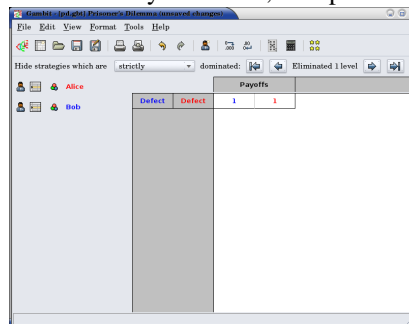 Gambit - [pd.gbt] Prisoner's Dilemma (unsaved changes)
File Edit View Format Tools Help
Hide strategies which are strictly dominated: Eliminated 1 level
Alice
Payoffs
Bob
Defect Defect 1 1